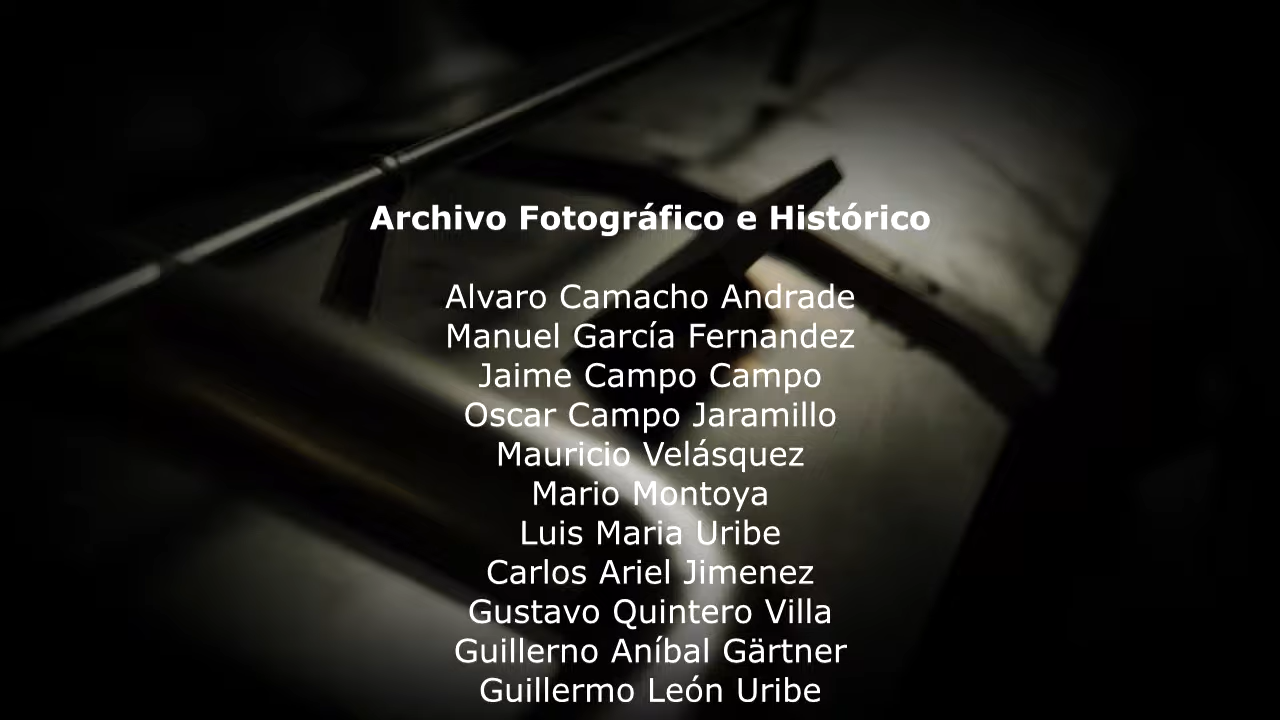 Archivo Fotográfico e Histórico
Alvaro Camacho Andrade
Manuel García Fernandez
Jaime Campo Campo
Oscar Campo Jaramillo
Mauricio Velásquez
Mario Montoya
Luis Maria Uribe
Carlos Ariel Jimenez
Gustavo Quintero Villa
Guillerno Aníbal Gärtner
Guillermo León Uribe